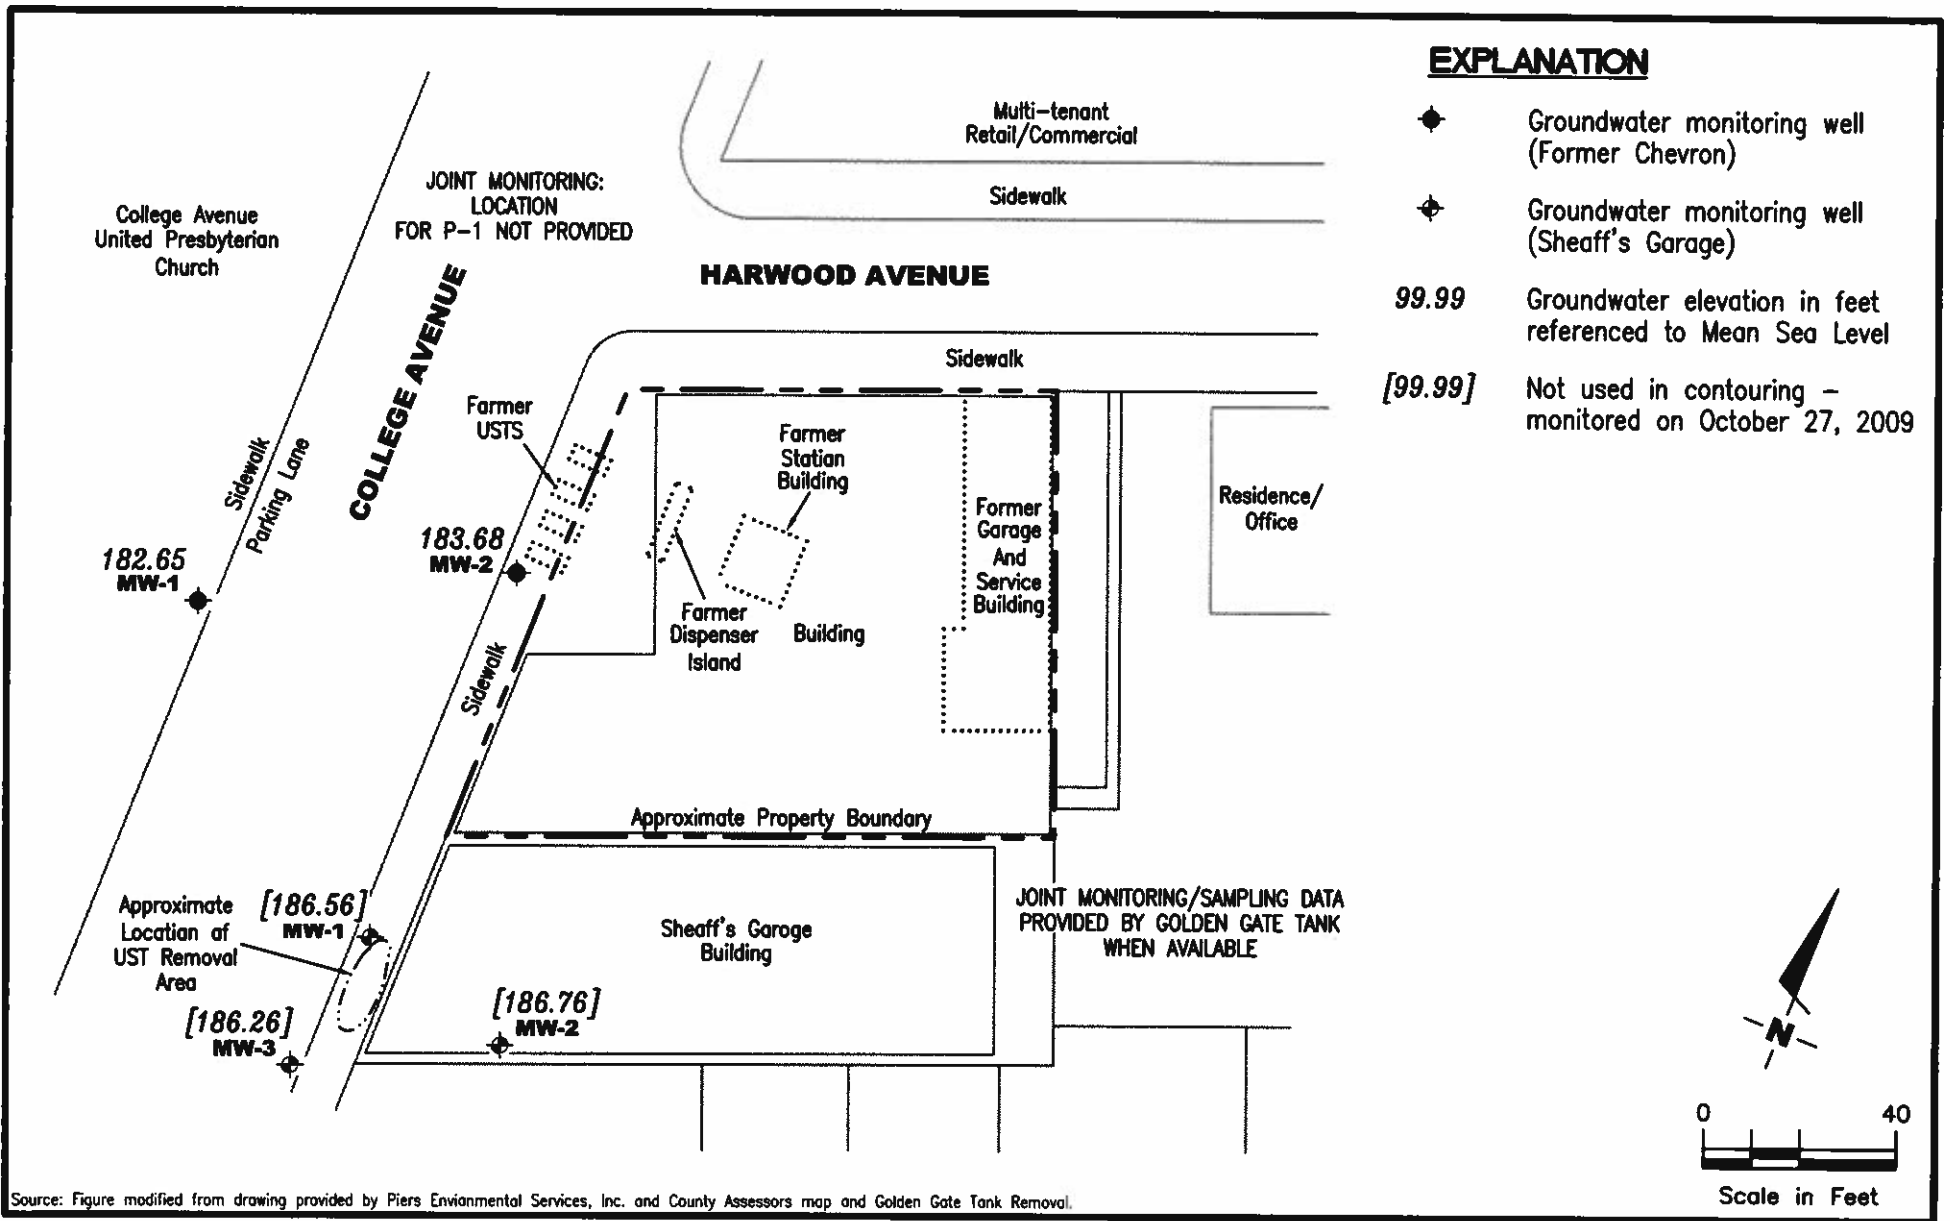 EXPLANATION
Groundwater monitoring well
(Former Chevron)
Groundwater monitoring well
(Sheaff's Garage)
99.99
Groundwater elevation in feet
referenced to Mean Sea Level
[99.99]
Not used in contouring –
monitored on October 27, 2009
Multi-tenant
Retail/Commercial
Sidewalk
JOINT MONITORING:
LOCATION
FOR P-1 NOT PROVIDED
College Avenue
United Presbyterian
Church
HARWOOD AVENUE
COLLEGE AVENUE
Sidewalk
Sidewalk
Parking Lane
Farmer
USTS
Farmer
Station
Building
Former
Garage
And
Service
Building
Residence/
Office
182.65
MW-1
183.68
MW-2
Farmer
Dispenser
Island
Building
Sidewalk
Approximate Property Boundary
Approximate
Location of
UST Removal
Area
[186.56]
MW-1
Sheaff's Garoge
Building
JOINT MONITORING/SAMPLING DATA
PROVIDED BY GOLDEN GATE TANK
WHEN AVAILABLE
[186.26]
MW-3
[186.76]
MW-2
N
0 40
Scale in Feet
Source: Figure modified from drawing provided by Piers Envianmental Services, Inc. and County Assessors map and Golden Gate Tank Removal.